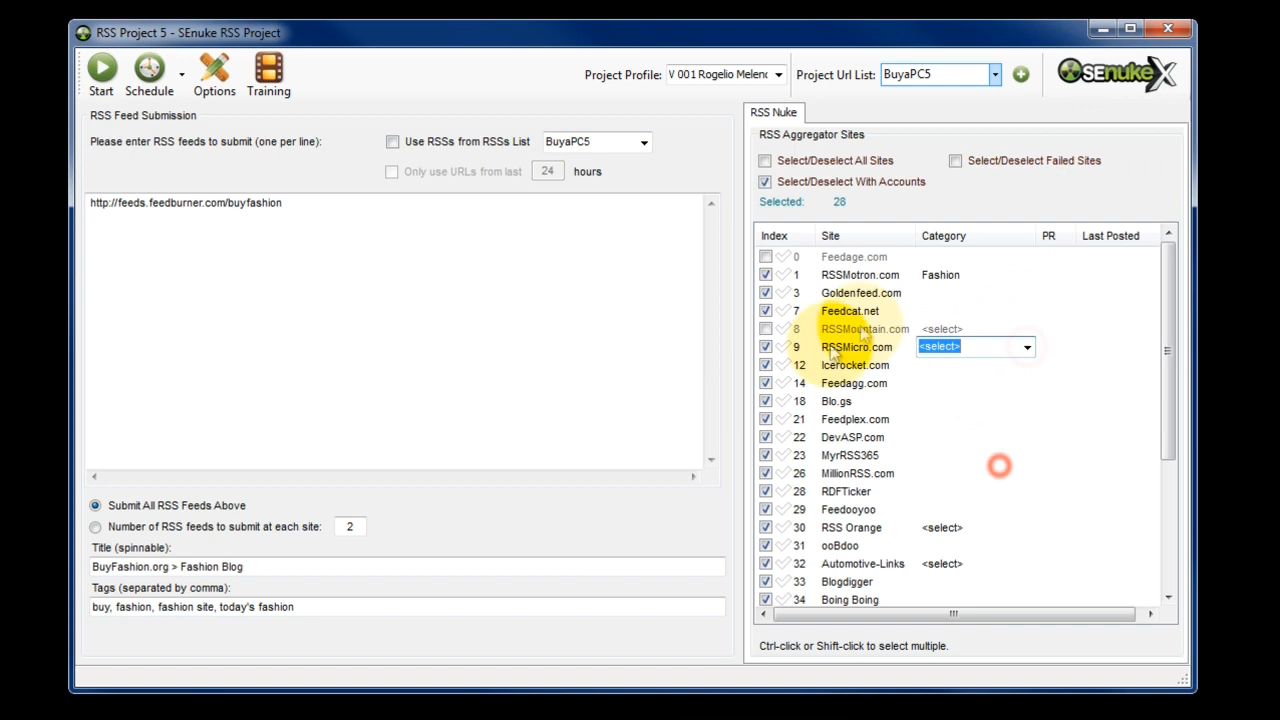 RSS Project 5 - SEnuke RSS Project
Start Schedule Options Training
Project Profile: V 001 Rogelio Melenc
Project Url List: BuyaPC5
SEnukeX
RSS Feed Submission
Please enter RSS feeds to submit (one per line):
Use RSSs from RSSs List BuyaPC5
Only use URLs from last 24 hours
http://feeds.feedburner.com/buyfashion
Submit All RSS Feeds Above
Number of RSS feeds to submit at each site: 2
Title (spinnable):
BuyFashion.org > Fashion Blog
Tags (separated by comma):
buy, fashion, fashion site, today's fashion
RSS Nuke
RSS Aggregator Sites
Select/Deselect All Sites Select/Deselect Failed Sites
Select/Deselect With Accounts
Selected: 28
Index Site Category PR Last Posted
0 Feedage.com
1 RSSMotron.com Fashion
3 Goldenfeed.com
7 Feedcat.net
8 RSSMountain.com <select>
9 RSSMicro.com <select>
12 Icerocket.com
14 Feedagg.com
18 Blo.gs
21 Feedplex.com
22 DevASP.com
23 MyrRSS365
26 MillionRSS.com
28 RDFTicker
29 Feedooyoo
30 RSS Orange <select>
31 ooBdoo
32 Automotive-Links <select>
33 Blogdigger
34 Boing Boing
Ctrl-click or Shift-click to select multiple.